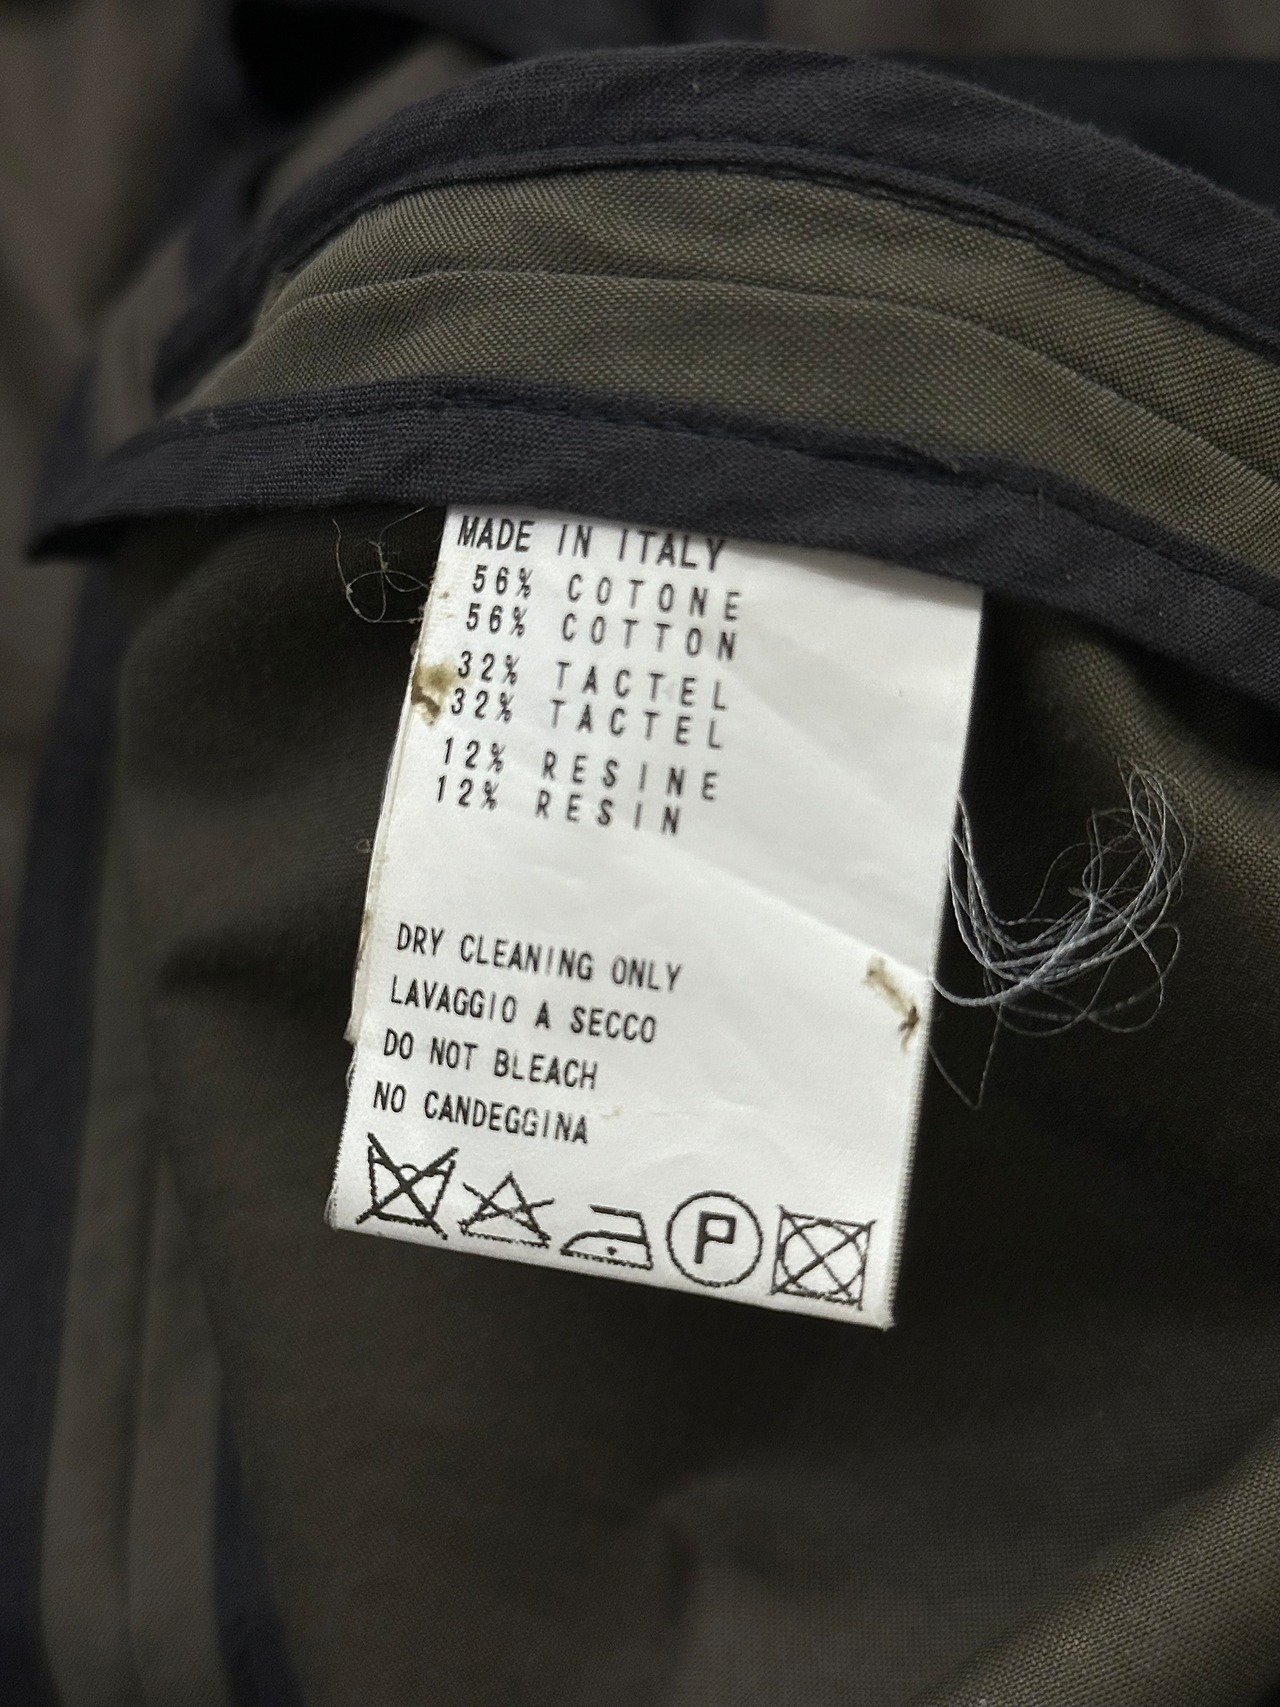 MADE IN ITALY
56% COTONE
56% COTTON
32% TACTEL
32% TACTEL
12% RESINE
12% RESIN
DRY CLEANING ONLY
LAVAGGIO A SECCO
DO NOT BLEACH
NO CANDEGGINA
P